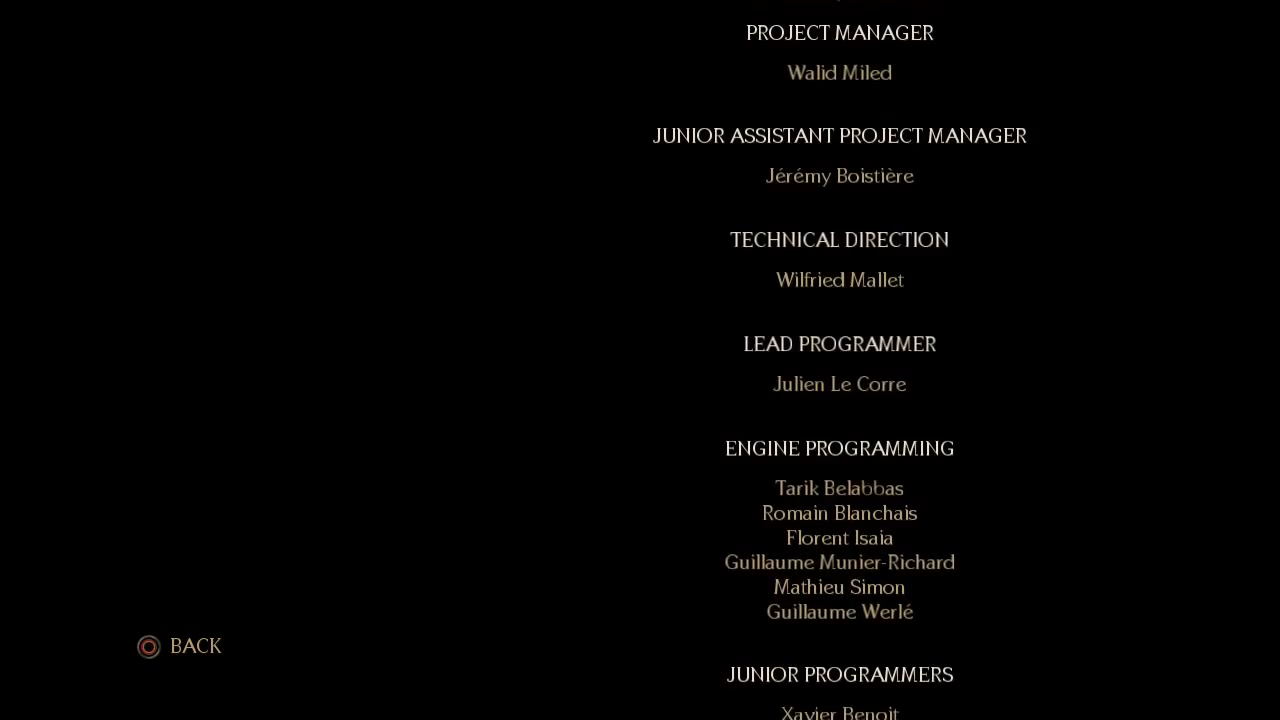 PROJECT MANAGER
Walid Miled
JUNIOR ASSISTANT PROJECT MANAGER
Jérémy Boistière
TECHNICAL DIRECTION
Wilfried Mallet
LEAD PROGRAMMER
Julien Le Corre
ENGINE PROGRAMMING
Tarik Belabbas
Romain Blanchais
Florent Isaia
Guillaume Munier-Richard
Mathieu Simon
Guillaume Werlé
BACK
JUNIOR PROGRAMMERS
Xavier Benoit